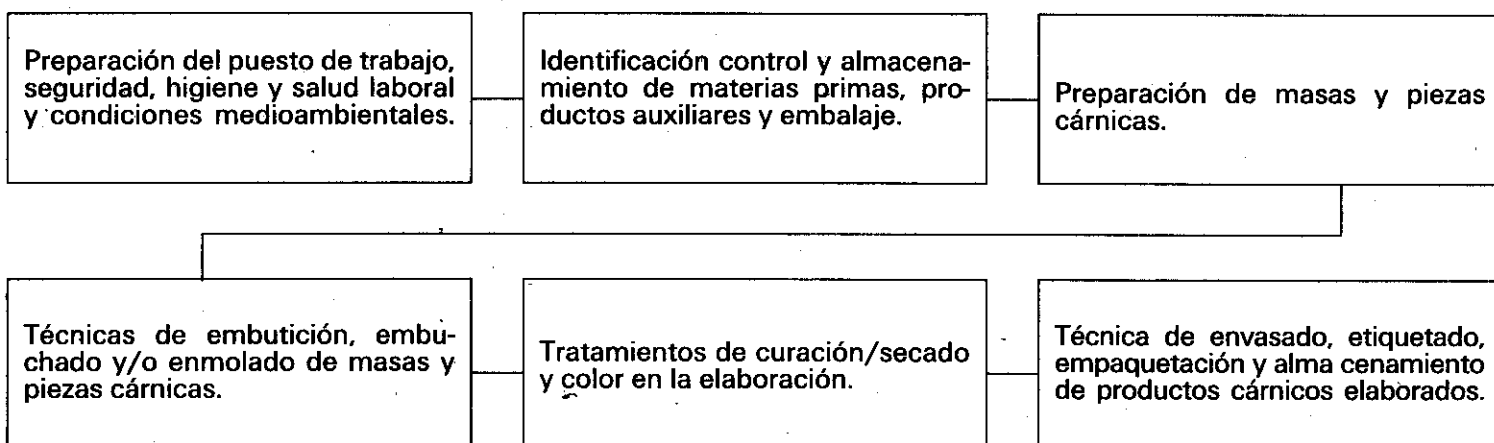 Preparación del puesto de trabajo,
seguridad, higiene y salud laboral
y condiciones medioambientales.
Identificación control y almacena-
miento de materias primas, pro-
ductos auxiliares y embalaje.
Preparación de masas y piezas
cárnicas.
Técnicas de embutición, embu-
chado y/o enmolado de masas y
piezas cárnicas.
Tratamientos de curación/secado
y color en la elaboración.
Técnica de envasado, etiquetado,
empaquetación y alma cenamiento
de productos cárnicos elaborados.